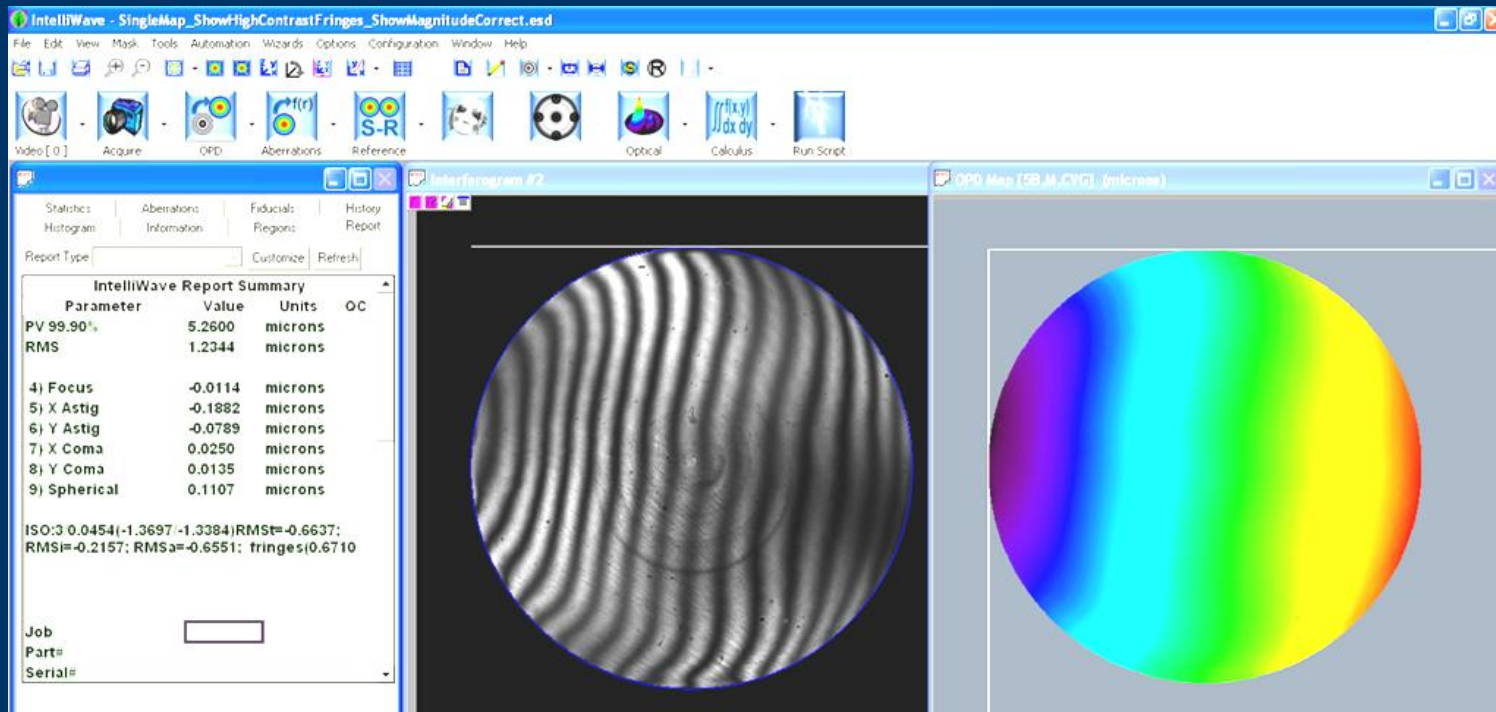 IntelliWave - SingleMap_ShowHighContrastFringes_ShowMagnitudeCorrect.esd
File Edit View Mask Tools Automation Wizards Options Configuration Window Help
f(r)
S-R
∫∫f(x,y) dx dy
Video [ 0 ] Acquire OPD Aberrations Reference Optical Calculus Run Script
Interferogram #2
OPD Map [5B,M,CVG] (microns)
Statistics Aberrations Fiducials History
Histogram Information Regions Report
Report Type Customize Refresh
IntelliWave Report Summary
Parameter Value Units QC
PV 99.90% 5.2600 microns
RMS 1.2344 microns
4) Focus -0.0114 microns
5) X Astig -0.1882 microns
6) Y Astig -0.0789 microns
7) X Coma 0.0250 microns
8) Y Coma 0.0135 microns
9) Spherical 0.1107 microns
ISO:3 0.0454(-1.3697/-1.3384)RMSt=-0.6637;
RMSi=-0.2157; RMSa=-0.6551; fringes(0.6710
Job
Part#
Serial#